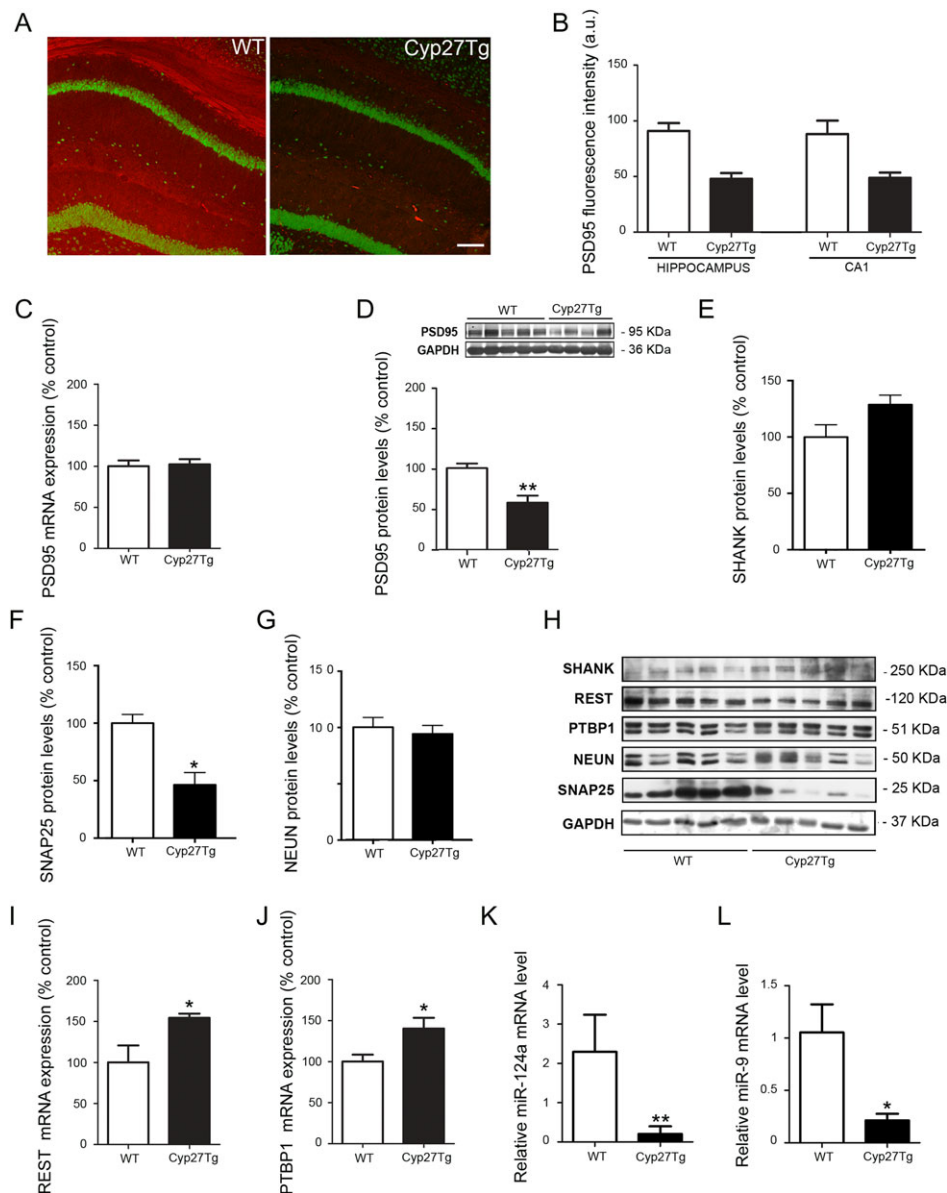 A
WT
Cyp27Tg
B
PSD95 fluorescence intensity (a.u.)
150
100
50
0
WT
Cyp27Tg
WT
Cyp27Tg
HIPPOCAMPUS
CA1
C
PSD95 mRNA expression (% control)
200
150
100
50
0
WT
Cyp27Tg
D
WT
Cyp27Tg
PSD95
- 95 KDa
GAPDH
- 36 KDa
PSD95 protein levels (% control)
200
150
100
50
0
**
WT
Cyp27Tg
E
SHANK protein levels (% control)
150
100
50
0
WT
Cyp27Tg
F
SNAP25 protein levels (% control)
150
100
50
0
*
WT
Cyp27Tg
G
NEUN protein levels (% control)
15 0
10 0
50
0
WT
Cyp27Tg
H
SHANK
- 250 KDa
REST
-120 KDa
PTBP1
- 51 KDa
NEUN
- 50 KDa
SNAP25
- 25 KDa
GAPDH
- 37 KDa
WT
Cyp27Tg
I
REST mRNA expression (% control)
200
150
100
50
0
*
WT
Cyp27Tg
J
PTBP1 mRNA expression (% control)
200
150
100
50
0
*
WT
Cyp27Tg
K
Relative miR-124a mRNA level
4
3
2
1
0
**
WT
Cyp27Tg
L
Relative miR-9 mRNA level
1.5
1
0.5
0
*
WT
Cyp27Tg